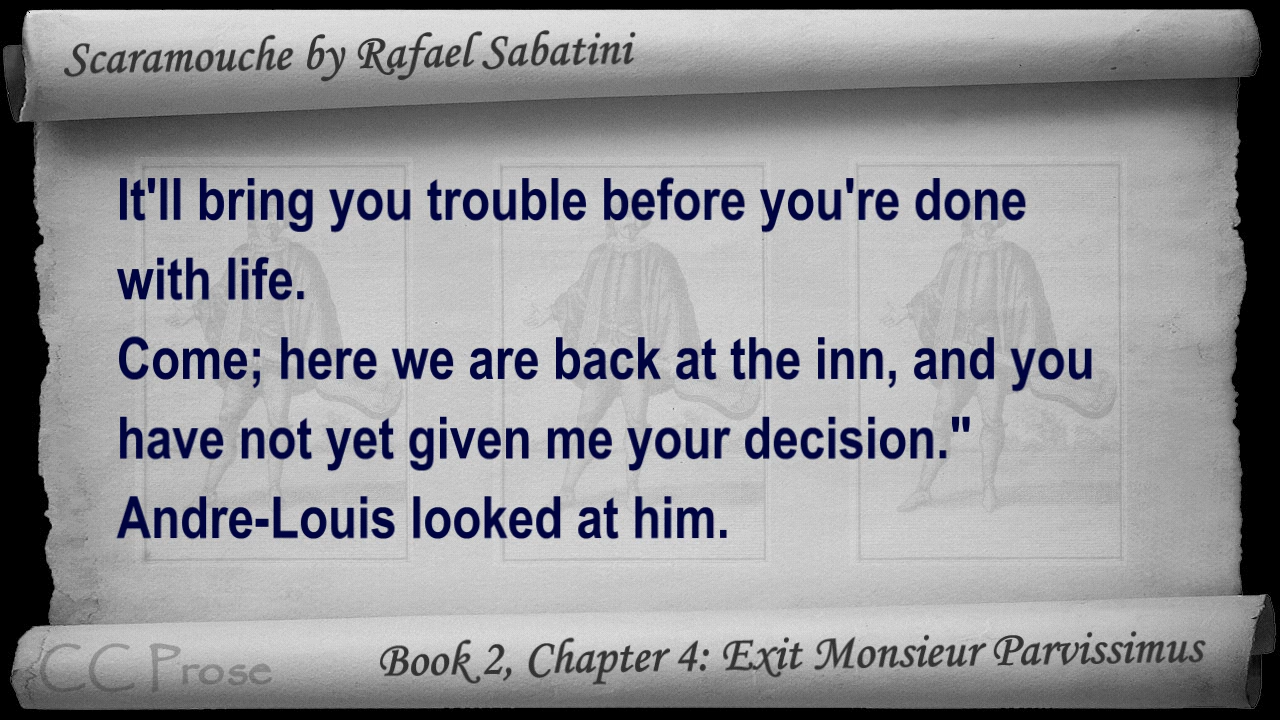 Scaramouche by Rafael Sabatini
It'll bring you trouble before you're done
with life.
Come; here we are back at the inn, and you
have not yet given me your decision."
Andre-Louis looked at him.
CC Prose
Book 2, Chapter 4: Exit Monsieur Parvissimus